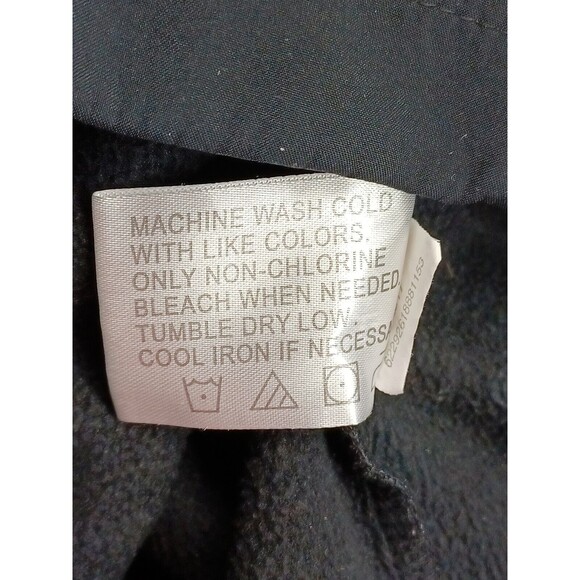 MACHINE WASH COLD
WITH LIKE COLORS.
ONLY NON-CHLORINE
BLEACH WHEN NEEDED
TUMBLE DRY LOW.
COOL IRON IF NECESSA